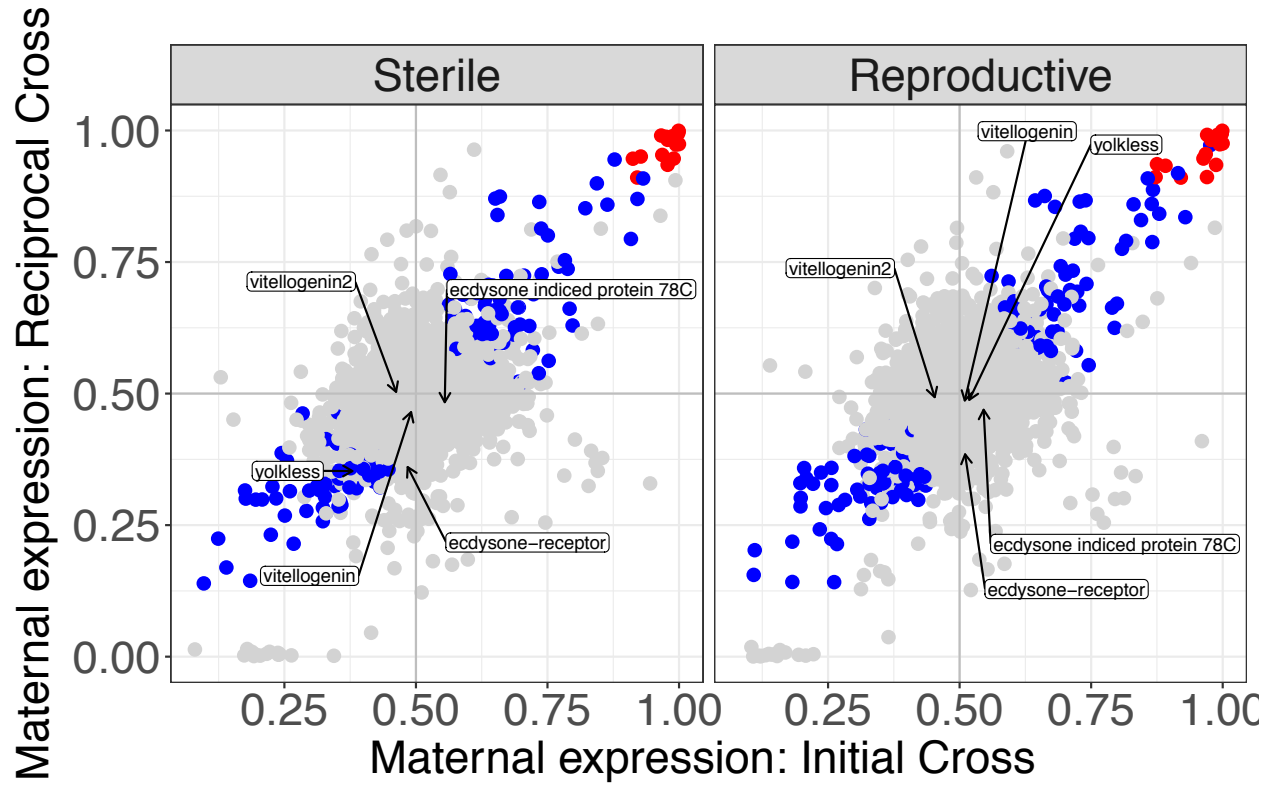 Maternal expression: Reciprocal Cross
Sterile
Reproductive
1.00
0.75
0.50
0.25
0.00
vitellogenin2
ecdysone indiced protein 78C
yolkless
ecdysone−receptor
vitellogenin
vitellogenin
yolkless
vitellogenin2
ecdysone indiced protein 78C
ecdysone−receptor
0.25
0.50
0.75
1.00
0.25
0.50
0.75
1.00
Maternal expression: Initial Cross